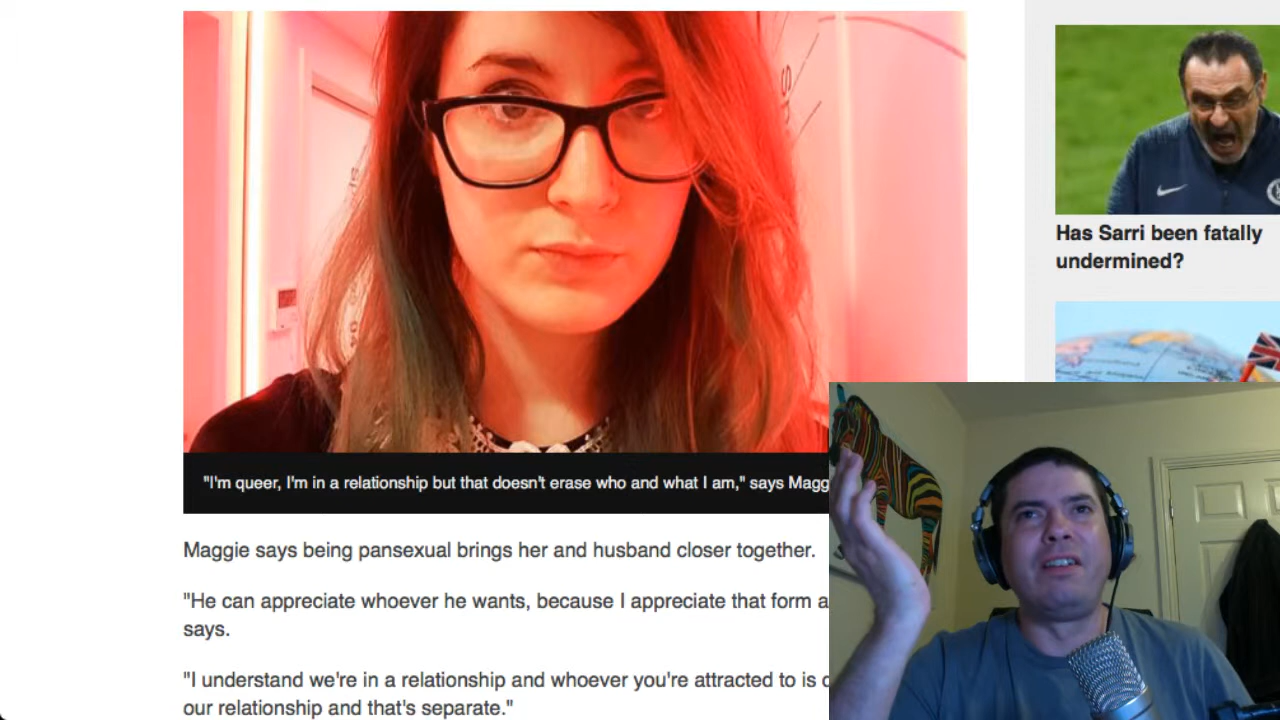 "I'm queer, I'm in a relationship but that doesn't erase who and what I am," says
Maggie says being pansexual brings her and husband closer together.
"He can appreciate whoever he wants, because I appreciate that form
says.
"I understand we're in a relationship and whoever you're attracted to is
our relationship and that's separate."
Has Sarri been fatally
undermined?